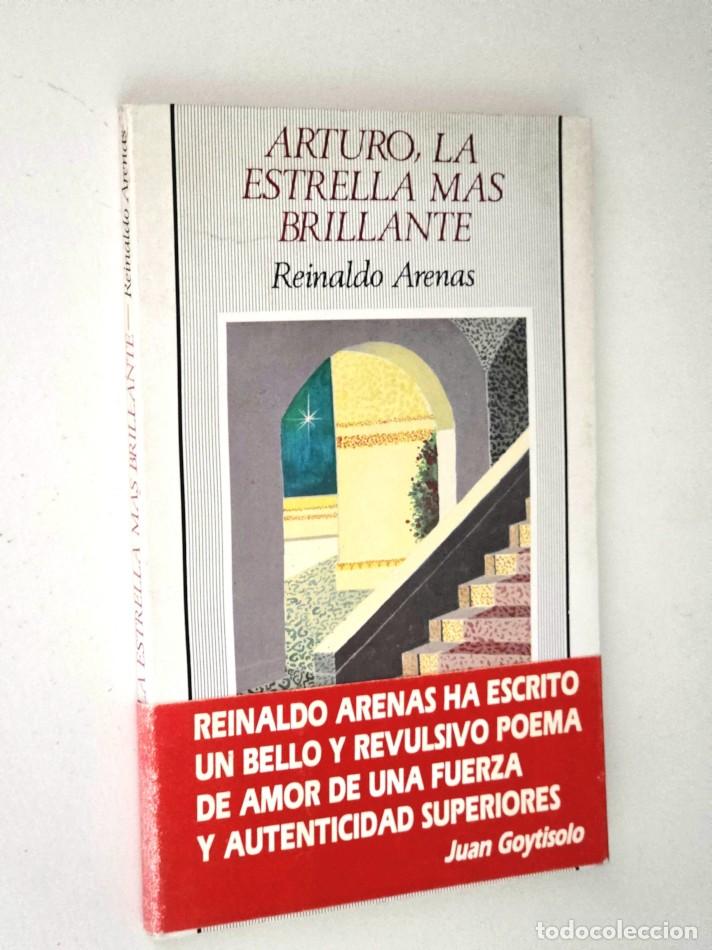 ARTURO, LA
ESTRELLA MAS
BRILLANTE
Reinaldo Arenas
LA ESTRELLA MAS BRILLANTE — Reinaldo Arenas
REINALDO ARENAS HA ESCRITO
UN BELLO Y REVULSIVO POEMA
DE AMOR DE UNA FUERZA
Y AUTENTICIDAD SUPERIORES
Juan Goytisolo
todocoleccion